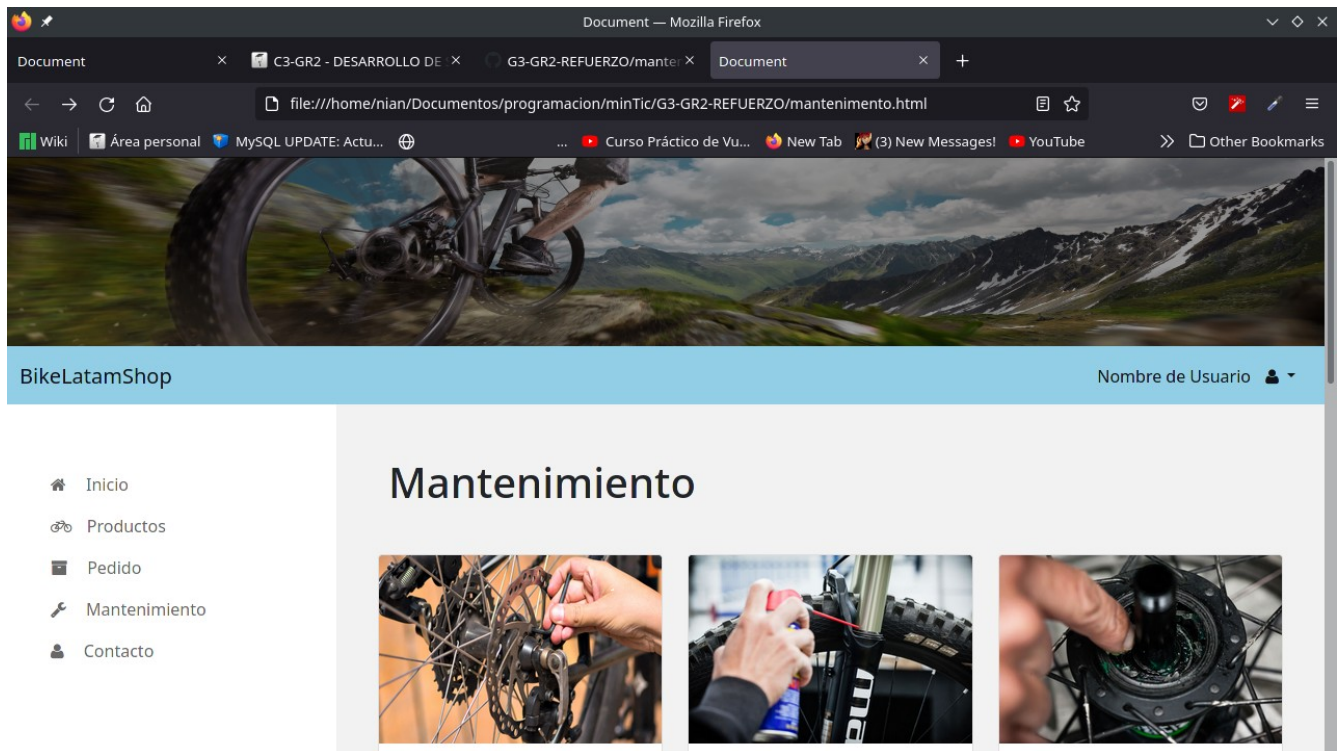 Document — Mozilla Firefox
Document
C3-GR2 - DESARROLLO DE
G3-GR2-REFUERZO/manter
Document
file:///home/nian/Documentos/programacion/minTic/G3-GR2-REFUERZO/mantenimento.html
Wiki
Área personal
MySQL UPDATE: Actu...
...
Curso Práctico de Vu...
New Tab
(3) New Messages!
YouTube
Other Bookmarks
BikeLatamShop
Nombre de Usuario
Inicio
Productos
Pedido
Mantenimiento
Contacto
Mantenimiento